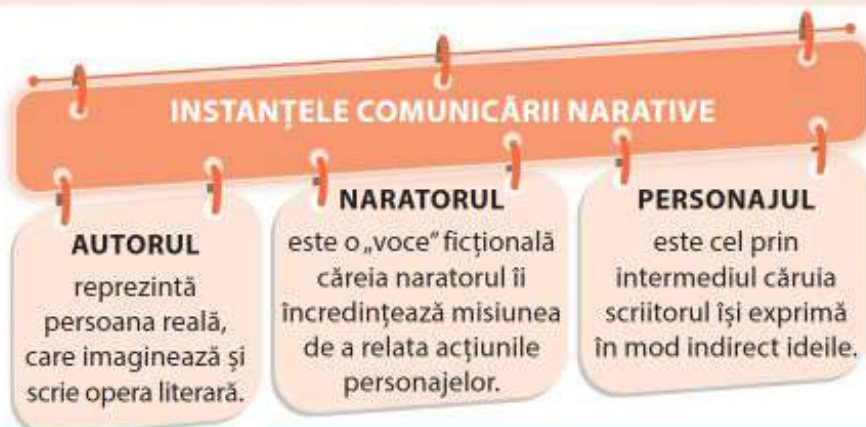 INSTANȚELE COMUNICĂRII NARATIVE
AUTORUL
reprezintă
persoana reală,
care imaginează și
scrie opera literară.
NARATORUL
este o „voce” ficțională
căreia naratorul îi
încredințează misiunea
de a relata acțiunile
personajelor.
PERSONAJUL
este cel prin
intermediul căruia
scriitorul își exprimă
în mod indirect ideile.